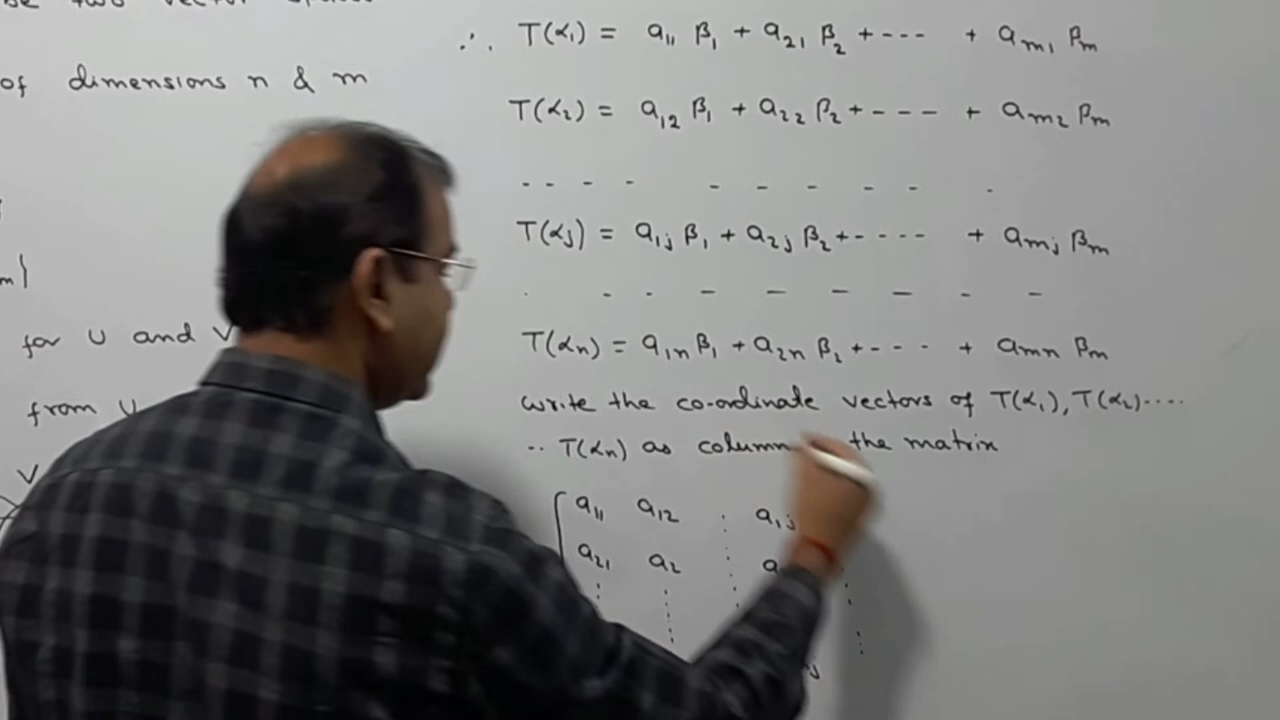 two vector
of dimensions n & m
m}
for U and V
from U
V
∴ T(α₁) = a₁₁ β₁ + a₂₁ β₂ + --- + aₘ₁ βₘ
T(α₂) = a₁₂ β₁ + a₂₂ β₂ + ---- + aₘ₂ βₘ
-- - - - - - - - .
T(αⱼ) = a₁ⱼ β₁ + a₂ⱼ β₂ + ---- + aₘⱼ βₘ
. - - - - - - - -
T(αₙ) = a₁ₙ β₁ + a₂ₙ β₂ + --- - + aₘₙ βₘ
write the co-ordinate vectors of T(α₁), T(α₂)....
.. T(αₙ) as column the matrix
[ a₁₁ a₁₂ : a₁ⱼ
a₂₁ a₂ : a